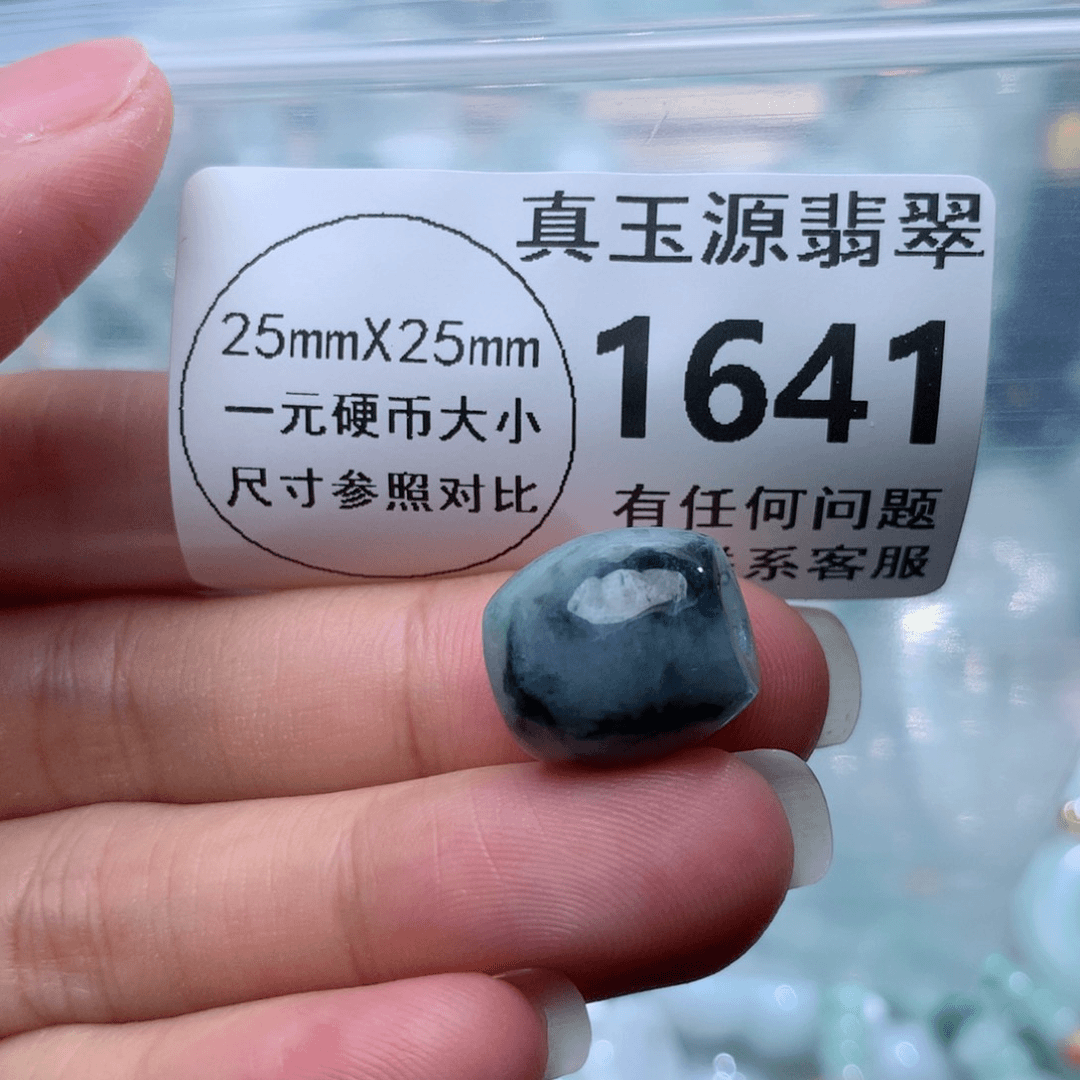 真玉源翡翠
25mmX25mm
一元硬币大小
尺寸参照对比
1641
有任何问题
系客服